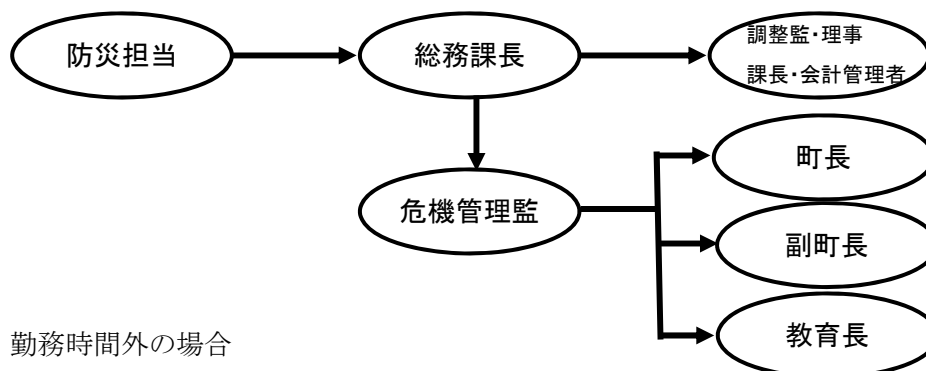 防災担当
総務課長
調整監・理事
課長・会計管理者
町長
危機管理監
副町長
教育長
勤務時間外の場合